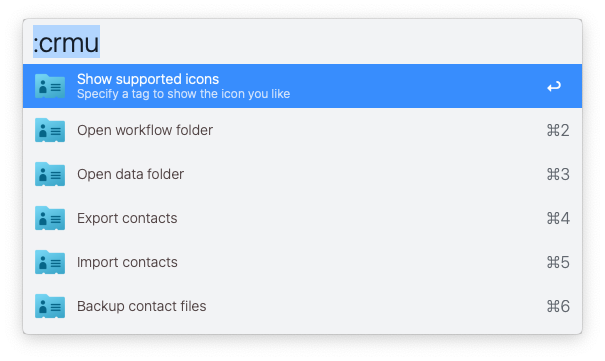 :crmu
Show supported icons
Specify a tag to show the icon you like
Open workflow folder ⌘2
Open data folder ⌘3
Export contacts ⌘4
Import contacts ⌘5
Backup contact files ⌘6